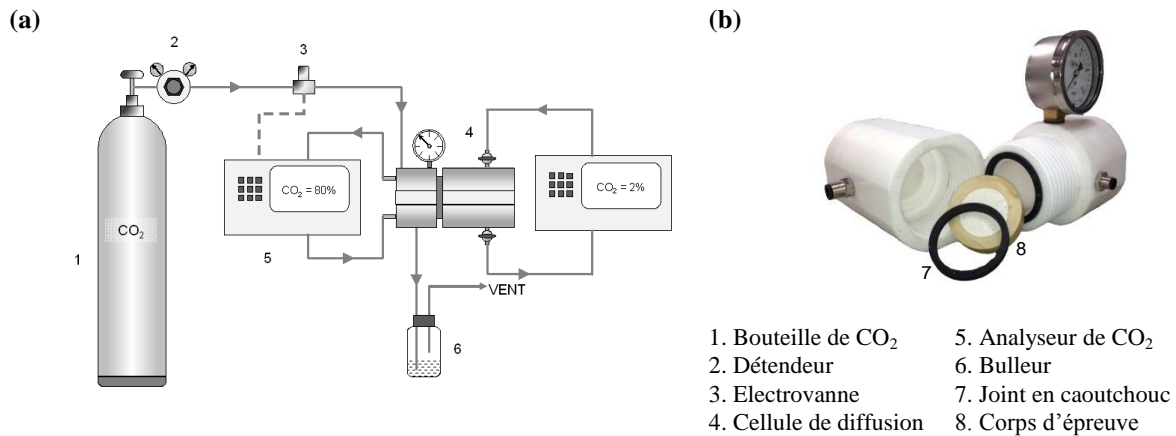 (a)
(b)
2
3
4
CO2 = 80%
CO2 = 2%
CO2
1
5
VENT
6
7
8
1. Bouteille de CO2
2. Détendeur
3. Electrovanne
4. Cellule de diffusion
5. Analyseur de CO2
6. Bulleur
7. Joint en caoutchouc
8. Corps d'épreuve